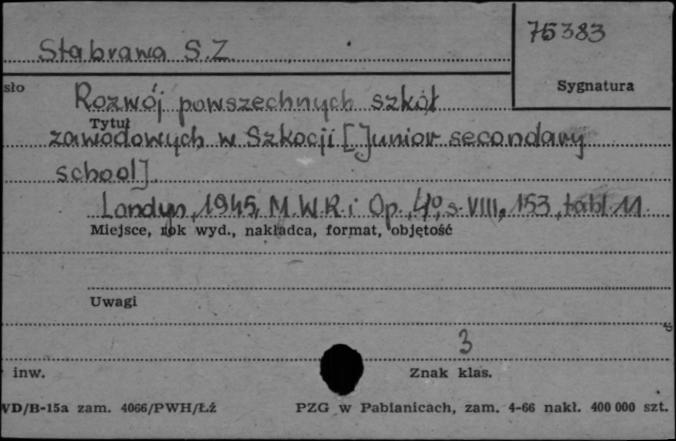 75383
Stabrawa S.Z.
Sygnatura
sło
Rozwój powszechnych szkół
Tytuł
zawodowych w Szkocji [Junior secondary
school].
Londyn, 1945, M.W.R. i Op., 4°, s. VIII, 153, tabl. 11.
Miejsce, rok wyd., nakładca, format, objętość
Uwagi
3
inw.
Znak klas.
WD/B-15a zam. 4066/PWH/Łź
PZG w Pabianicach, zam. 4-66 nakł. 400 000 szt.